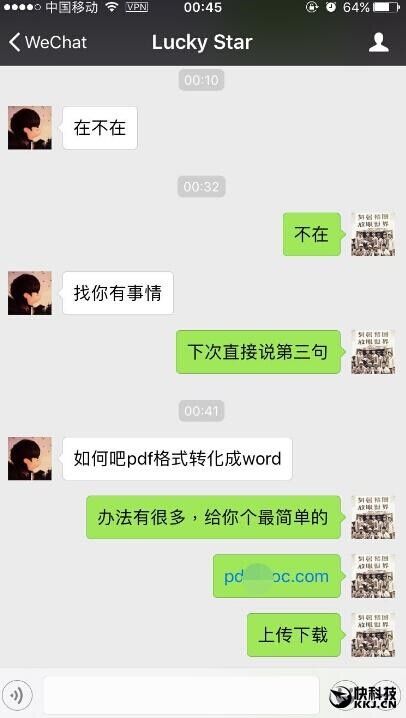 中国移动
VPN
00:45
64%
WeChat
Lucky Star
00:10
在不在
00:32
不在
找你有事情
下次直接说第三句
00:41
如何吧pdf格式转化成word
办法有很多，给你个最简单的
pd oc.com
上传下载
快科技
KKJ.CN